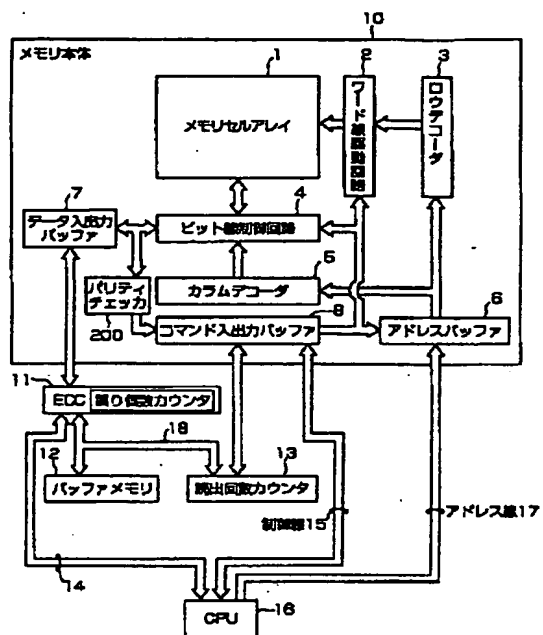 10
メモリ本体
1
2
3
メモリセルアレイ
ワード線駆動回路
ロウデコーダ
4
7
データ入出力
バッファ
ビット線制御回路
5
カラムデコーダ
パリティ
チェッカ
200
8
コマンド入出力バッファ
6
アドレスバッファ
11
ECC
誤り個数カウンタ
18
12
バッファメモリ
13
読出回数カウンタ
制御線15
アドレス線17
14
CPU
16